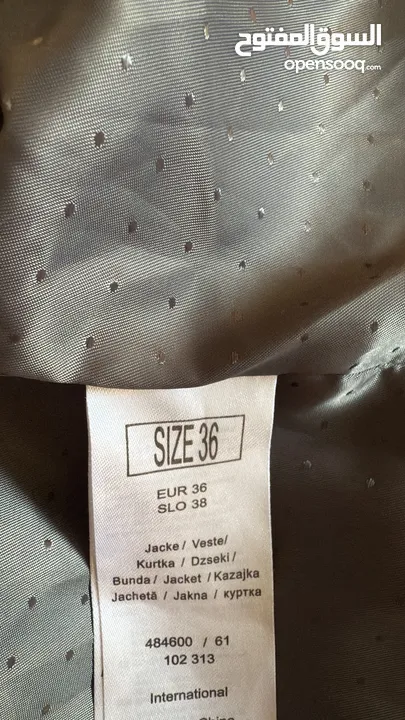 السوق المفتوح
opensooq.com
SIZE 36
EUR 36
SLO 38
Jacke/ Veste/
Kurtka / Dzseki/
Bunda / Jacket / Kazajka
Jachetă / Jakna / куртка
484600 / 61
102 313
International
China